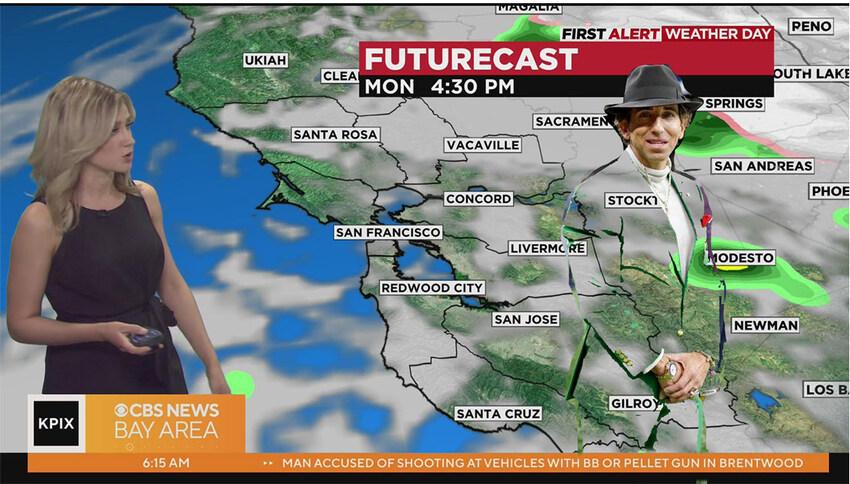 MAGALIA
PENO
FIRST ALERT WEATHER DAY
UKIAH
FUTURECAST
CLEA
OUTH LAKE
MON 4:30 PM
SPRINGS
SACRAMEN
SANTA ROSA
VACAVILLE
SAN ANDREAS
PHOE
CONCORD
STOCKT
SAN FRANCISCO
LIVERMORE
MODESTO
REDWOOD CITY
SAN JOSE
NEWMAN
LOS B
GILROY
SANTA CRUZ
KPIX
CBS NEWS
BAY AREA
6:15 AM
MAN ACCUSED OF SHOOTING AT VEHICLES WITH BB OR PELLET GUN IN BRENTWOOD